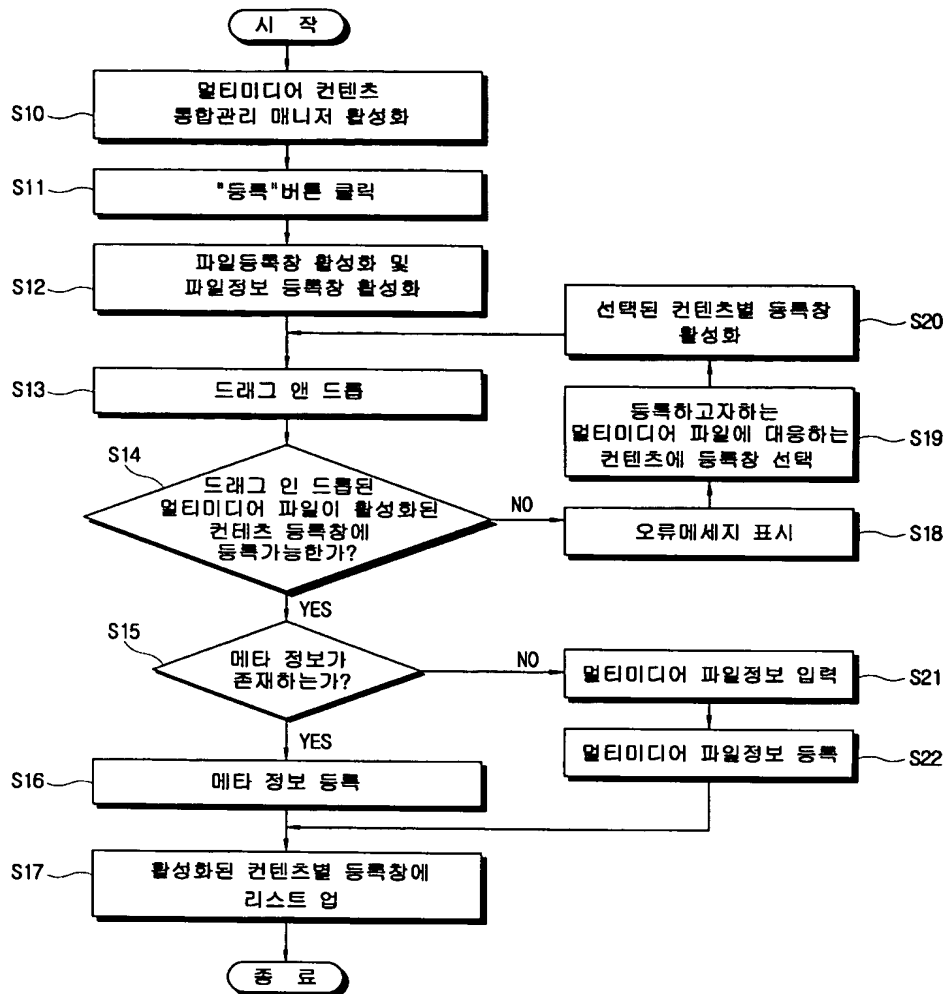 시 작
S10
멀티미디어 컨텐츠
통합관리 매니저 활성화
S11
"등록"버튼 클릭
S12
파일등록창 활성화 및
파일정보 등록창 활성화
선택된 컨텐츠별 등록창
활성화
S20
S13
드래그 앤 드롭
등록하고자하는
멀티미디어 파일에 대응하는
컨텐츠에 등록창 선택
S19
S14
드래그 인 드롭된
멀티미디어 파일이 활성화된
컨테츠 등록창에
등록가능한가?
NO
오류메세지 표시
S18
YES
S15
메타 정보가
존재하는가?
NO
멀티미디어 파일정보 입력
S21
YES
멀티미디어 파일정보 등록
S22
S16
메타 정보 등록
S17
활성화된 컨텐츠별 등록창에
리스트 업
종 료